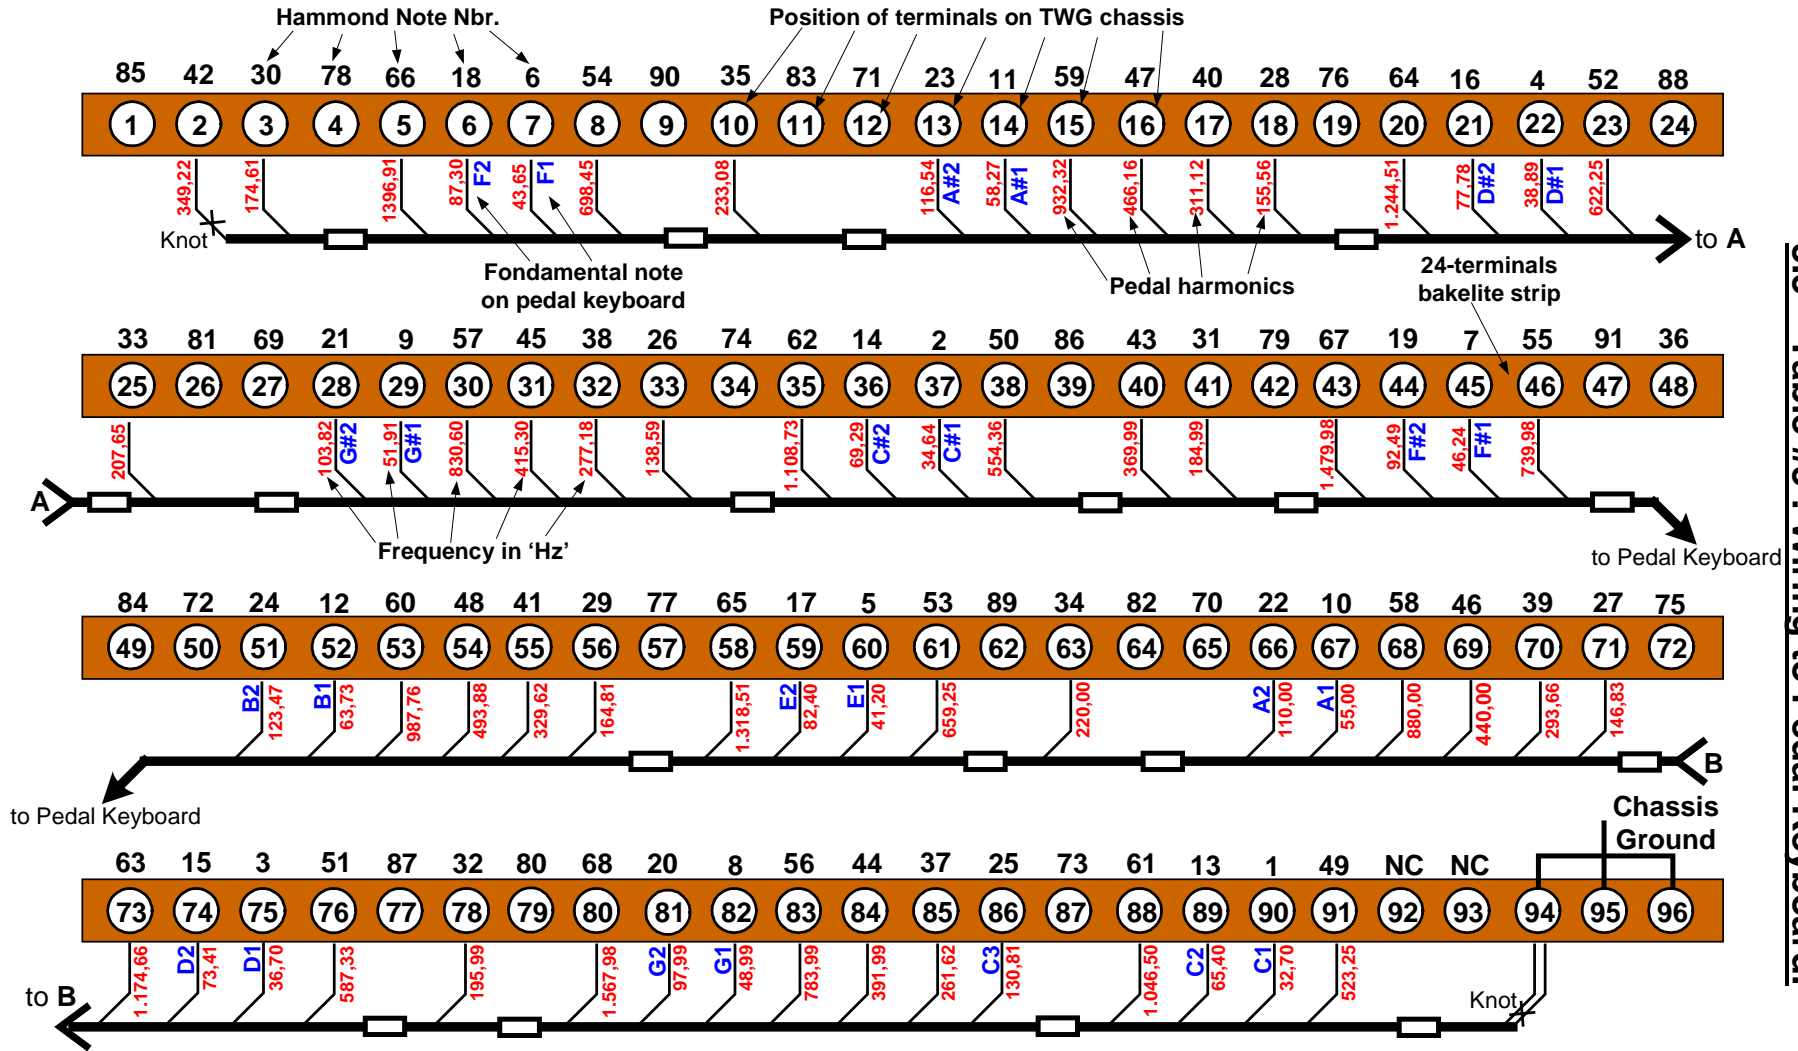 Hammond Note Nbr. Position of terminals on TWG chassis
85 42 30 78 66 18 6 54 90 35 83 71 23 11 59 47 40 28 76 64 16 4 52 88
1 2 3 4 5 6 7 8 9 10 11 12 13 14 15 16 17 18 19 20 21 22 23 24
349,22 174,61 1396,91 87,30 43,65 698,45 233,08 116,54 58,27 932,32 466,16 311,12 155,56 1.244,51 77,78 38,89 622,25
F2 F1 A#2 A#1 D#2 D#1
Knot
to A
Fondamental note
on pedal keyboard
Pedal harmonics
24-terminals
bakelite strip
33 81 69 21 9 57 45 38 26 74 62 14 2 50 86 43 31 79 67 19 7 55 91 36
25 26 27 28 29 30 31 32 33 34 35 36 37 38 39 40 41 42 43 44 45 46 47 48
207,65 103,82 51,91 830,60 415,30 277,18 138,59 1.108,73 69,29 34,64 554,36 369,99 184,99 1.479,98 92,49 46,24 739,98
G#2 G#1 C#2 C#1 F#2 F#1
A
Frequency in ‘Hz’
to Pedal Keyboard
84 72 24 12 60 48 41 29 77 65 17 5 53 89 34 82 70 22 10 58 46 39 27 75
49 50 51 52 53 54 55 56 57 58 59 60 61 62 63 64 65 66 67 68 69 70 71 72
B2 B1 E2 E1 A2 A1
123,47 63,73 987,76 493,88 329,62 164,81 1.318,51 82,40 41,20 659,25 220,00 110,00 55,00 880,00 440,00 293,66 146,83
B
to Pedal Keyboard
Chassis
Ground
63 15 3 51 87 32 80 68 20 8 56 44 37 25 73 61 13 1 49 NC NC
73 74 75 76 77 78 79 80 81 82 83 84 85 86 87 88 89 90 91 92 93 94 95 96
D2 D1 G2 G1 C3 C2 C1
1.174,66 73,41 36,70 587,33 195,99 1.567,98 97,99 48,99 783,99 391,99 261,62 130,81 1.046,50 65,40 32,70 523,25
to B
Knot